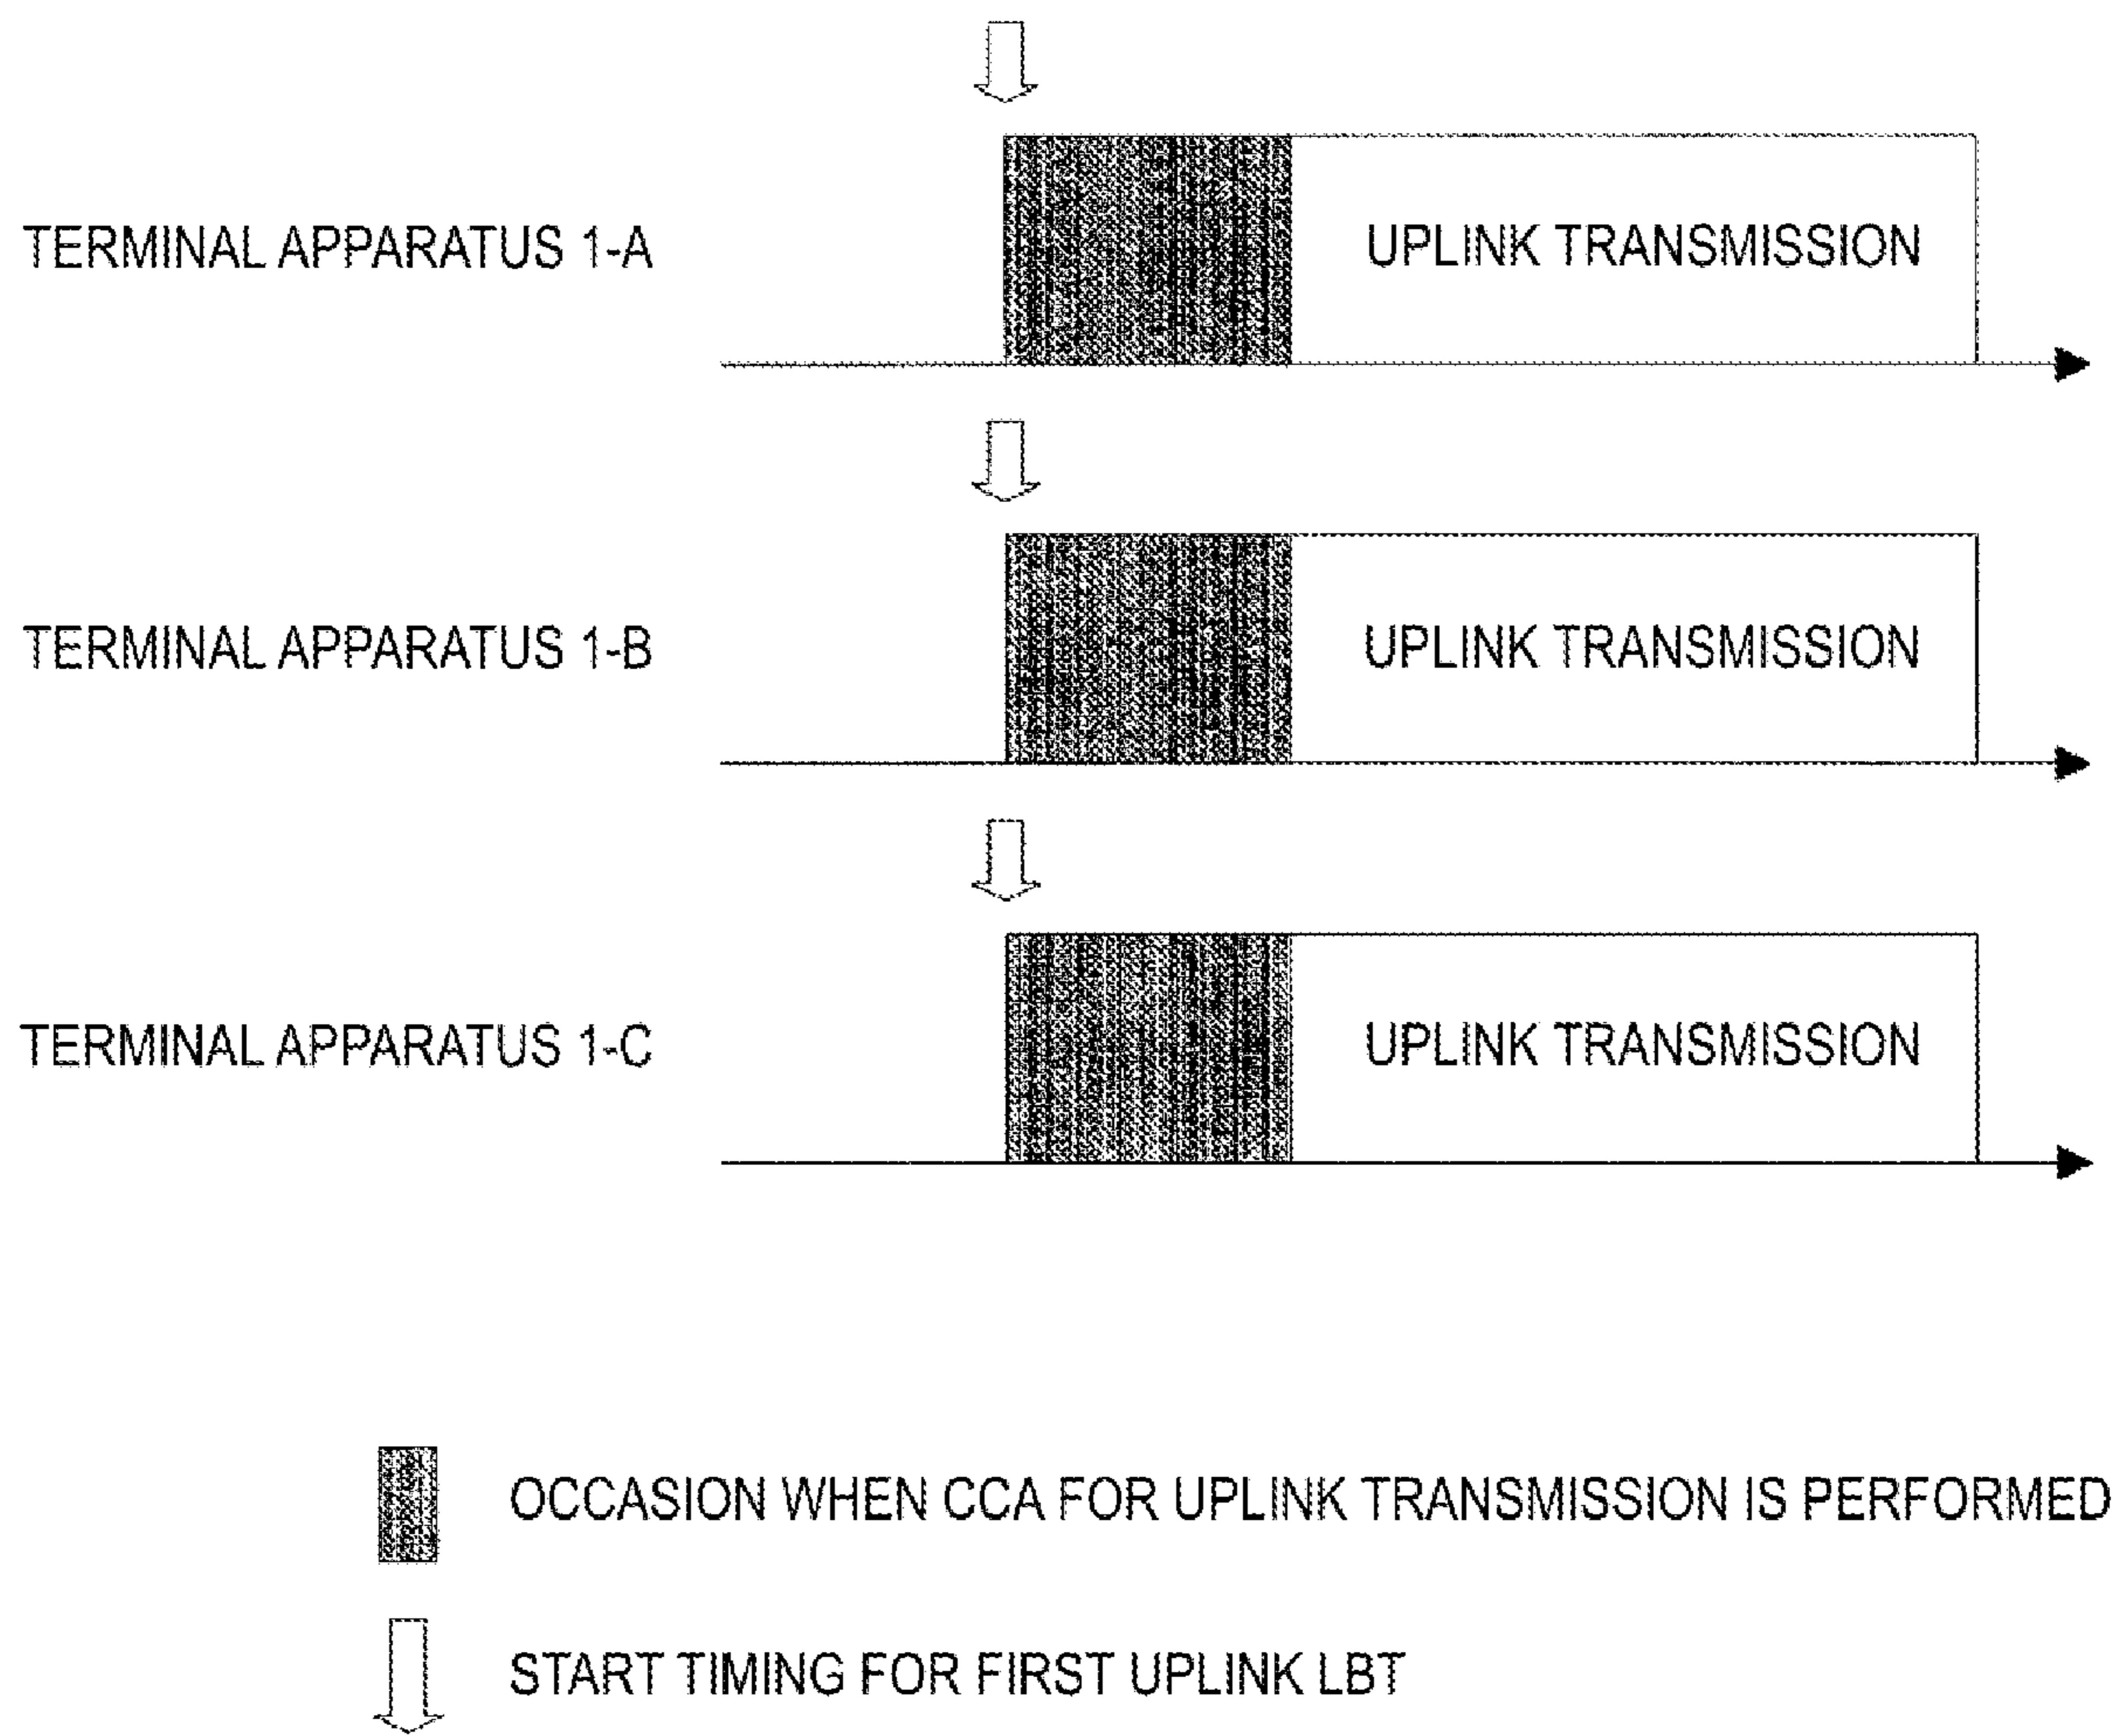 TERMINAL APPARATUS 1-A
UPLINK TRANSMISSION
TERMINAL APPARATUS 1-B
UPLINK TRANSMISSION
TERMINAL APPARATUS 1-C
UPLINK TRANSMISSION
OCCASION WHEN CCA FOR UPLINK TRANSMISSION IS PERFORMED
START TIMING FOR FIRST UPLINK LBT